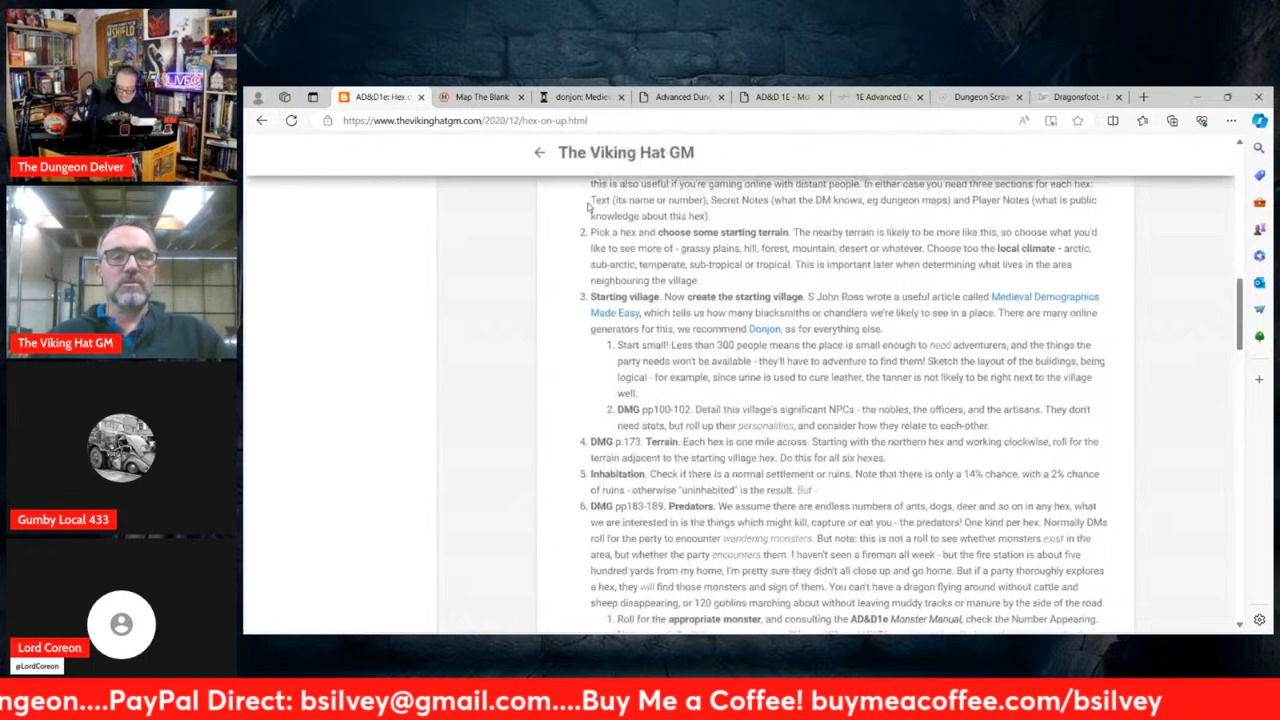 SHIELD
LIVE
The Dungeon Delver
The Viking Hat GM
Gumby Local 433
Lord Coreon
@LordCoreon
AD&D1e: Hex o
Map The Blank
donjon; Mediev
Advanced Dun
AD&D 1E - Mo
1E Advanced D
Dungeon Scraw
Dragonsfoot -
https://www.thevikinghatgm.com/2020/12/hex-on-up.html
The Viking Hat GM
this is also useful if you're gaming online with distant people. In either case you need three sections for each hex:
Text (its name or number), Secret Notes (what the DM knows, eg dungeon maps) and Player Notes (what is public
knowledge about this hex).
2. Pick a hex and choose some starting terrain. The nearby terrain is likely to be more like this, so choose what you'd
like to see more of - grassy plains, hill, forest, mountain, desert or whatever. Choose too the local climate - arctic,
sub-arctic, temperate, sub-tropical or tropical. This is important later when determining what lives in the area
neighbouring the village.
3. Starting village. Now create the starting village. S John Ross wrote a useful article called Medieval Demographics
Made Easy, which tells us how many blacksmiths or chandlers we're likely to see in a place. There are many online
generators for this, we recommend Donjon, as for everything else.
1. Start small! Less than 300 people means the place is small enough to need adventurers, and the things the
party needs won't be available - they'll have to adventure to find them! Sketch the layout of the buildings, being
logical - for example, since urine is used to cure leather, the tanner is not likely to be right next to the village
well.
2. DMG pp100-102. Detail this village's significant NPCs - the nobles, the officers, and the artisans. They don't
need stats, but roll up their personalities, and consider how they relate to each-other.
4. DMG p.173. Terrain. Each hex is one mile across. Starting with the northern hex and working clockwise, roll for the
terrain adjacent to the starting village hex. Do this for all six hexes.
5. Inhabitation. Check if there is a normal settlement or ruins. Note that there is only a 14% chance, with a 2% chance
of ruins - otherwise "uninhabited" is the result. But -
6. DMG pp183-189. Predators: We assume there are endless numbers of ants, dogs, deer and so on in any hex, what
we are interested in is the things which might kill, capture or eat you - the predators! One kind per hex. Normally DMs
roll for the party to encounter wandering monsters. But note: this is not a roll to see whether monsters exist in the
area, but whether the party encounters them. I haven't seen a fireman all week - but the fire station is about five
hundred yards from my home, I'm pretty sure they didn't all close up and go home. But if a party thoroughly explores
a hex, they will find those monsters and sign of them. You can't have a dragon flying around without cattle and
sheep disappearing, or 120 goblins marching about without leaving muddy tracks or manure by the side of the road.
1. Roll for the appropriate monster, and consulting the AD&D1e Monster Manual, check the Number Appearing.
ngeon....PayPal Direct: bsilvey@gmail.com....Buy Me a Coffee! buymeacoffee.com/bsilvey